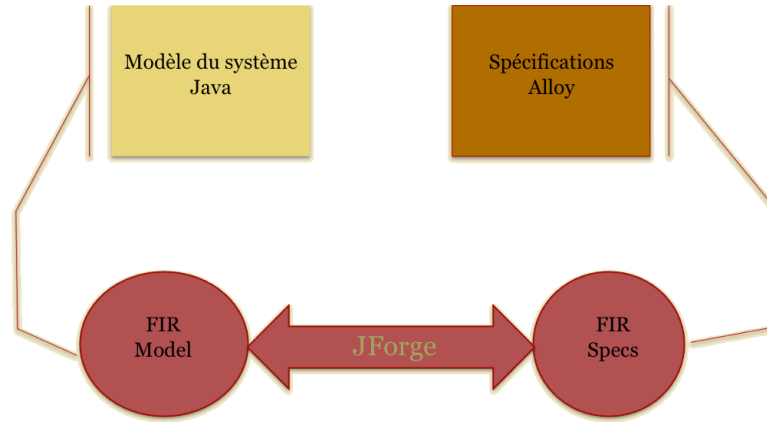 Modèle du système
Java
Spécifications
Alloy
FIR
Model
JForge
FIR
Specs